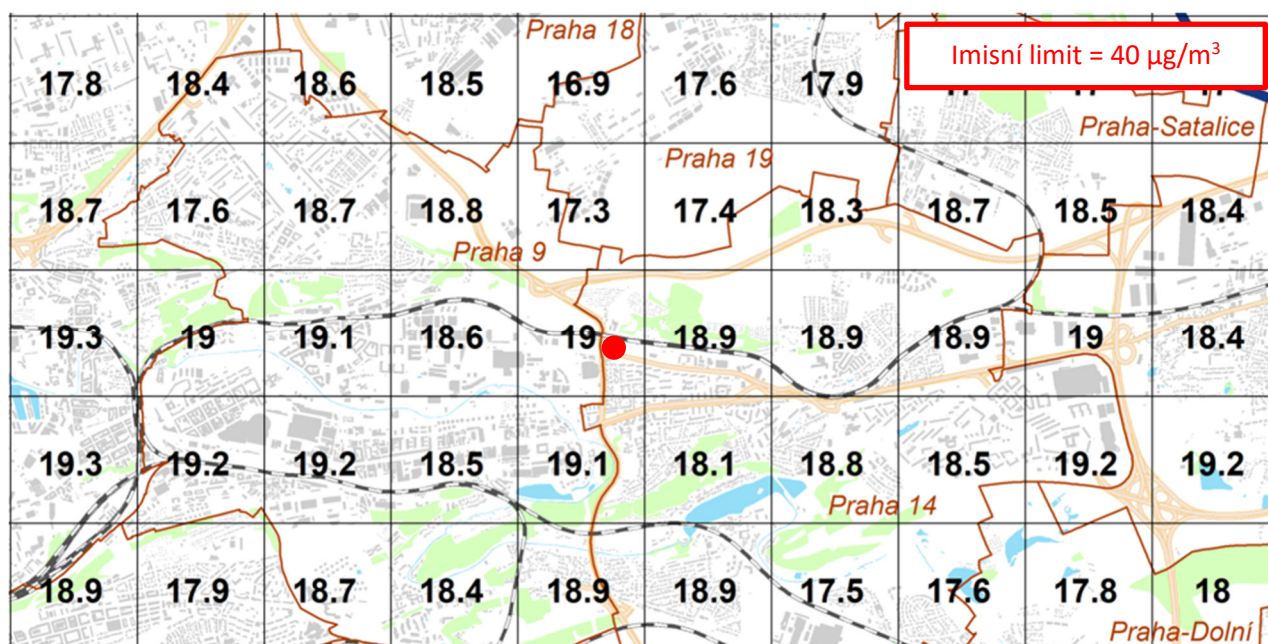 Praha 18
Imisní limit = 40 µg/m³
17.8 18.4 18.6 18.5 16.9 17.6 17.9
Praha-Satalice
Praha 19
18.7 17.6 18.7 18.8 17.3 17.4 18.3 18.7 18.5 18.4
Praha 9
19.3 19 19.1 18.6 19 18.9 18.9 18.9 19 18.4
19.3 19.2 19.2 18.5 19.1 18.1 18.8 18.5 19.2 19.2
Praha 14
18.9 17.9 18.7 18.4 18.9 18.9 17.5 17.6 17.8 18
Praha-Dolní